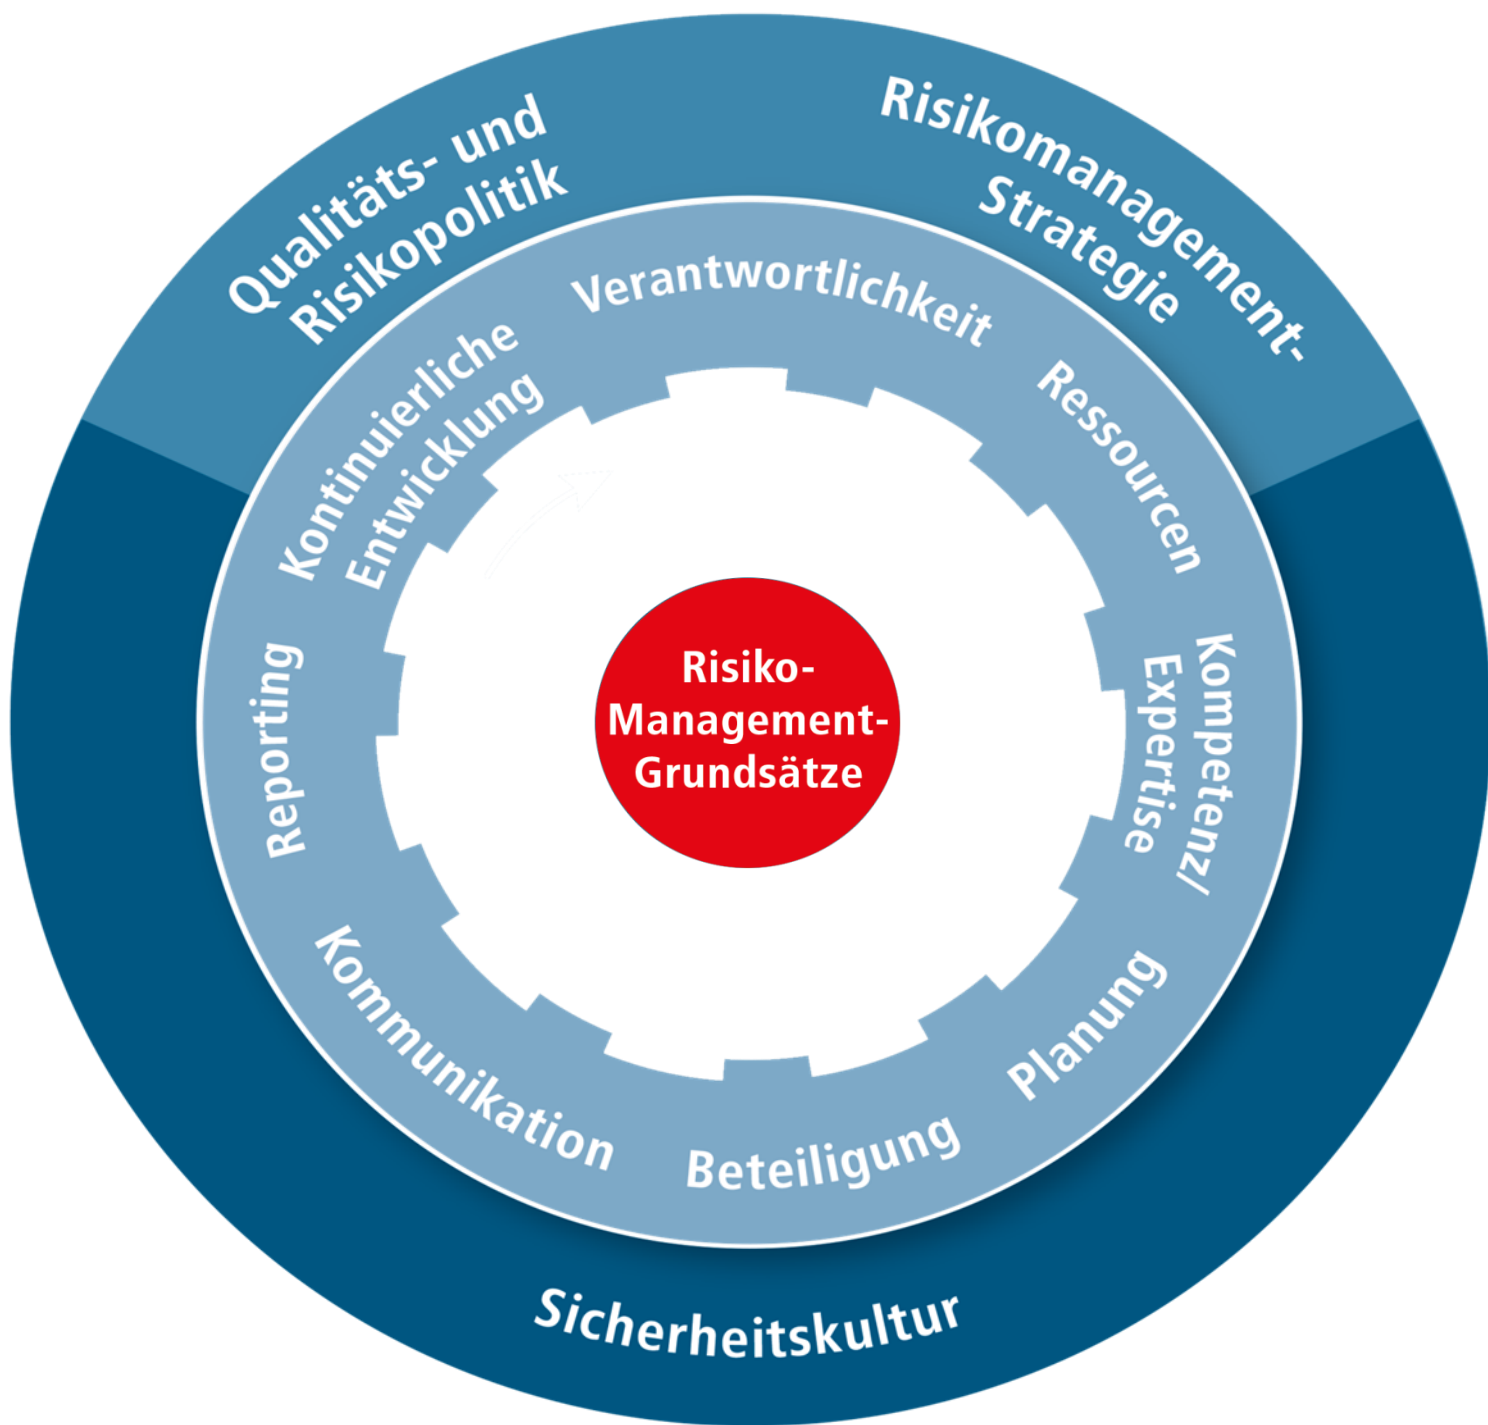 Qualitäts- und
Risikopolitik
Risikomanagement-
Strategie
Verantwortlichkeit
Ressourcen
Kompetenz/
Expertise
Planung
Beteiligung
Kommunikation
Reporting
Kontinuierliche
Entwicklung
Risiko-
Management-
Grundsätze
Sicherheitskultur